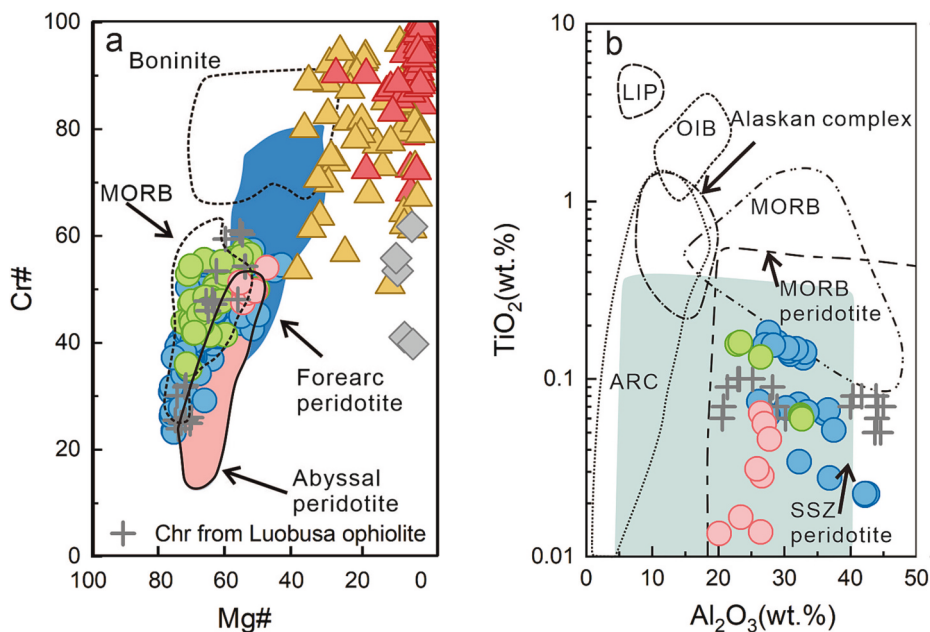 a
Boninite
MORB
Forearc
peridotite
Abyssal
peridotite
Chr from Luobusa ophiolite
100
80
60
40
20
0
Cr#
100
80
60
40
20
0
Mg#
b
LIP
OIB
Alaskan complex
MORB
MORB
peridotite
ARC
SSZ
peridotite
10
1
0.1
0.01
TiO₂(wt.%)
0
10
20
30
40
50
Al₂O₃(wt.%)